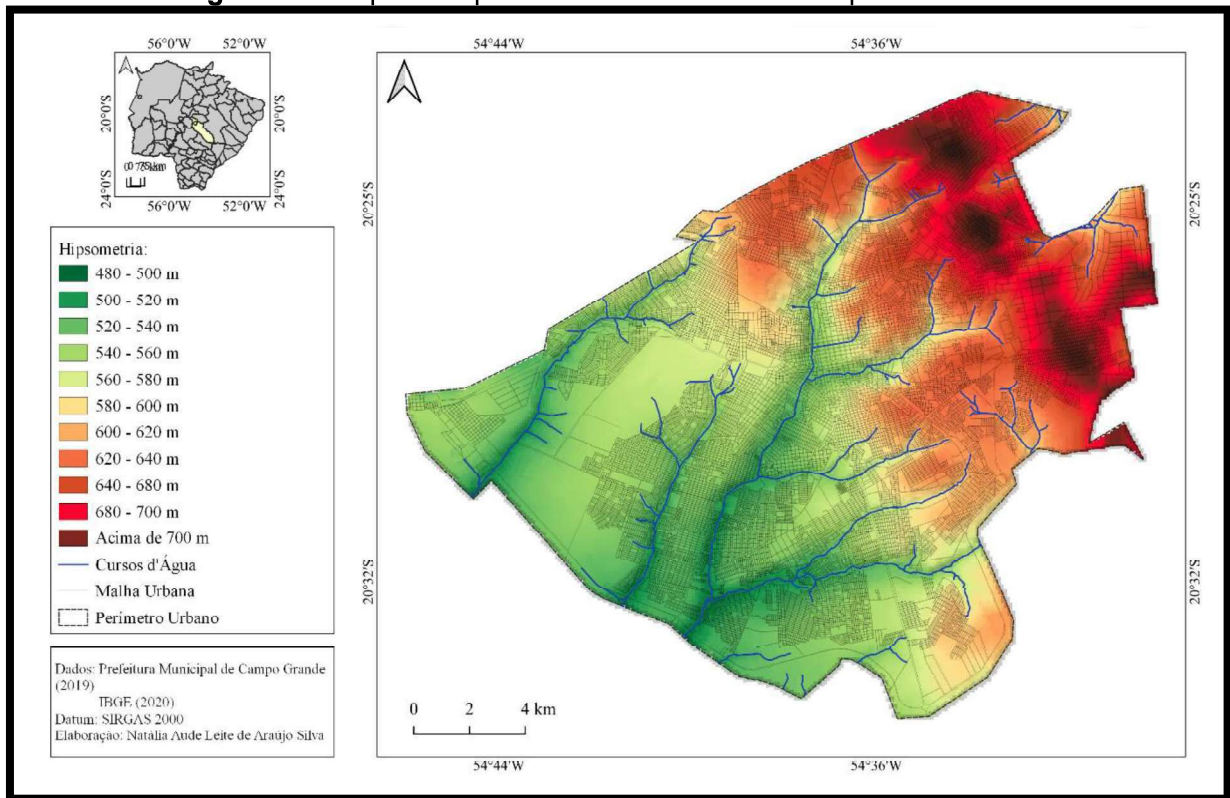 56°0'W 52°0'W
20°0'S
24°0'S
20°0'S
24°0'S
56°0'W 52°0'W
Hipsometria:
480 - 500 m
500 - 520 m
520 - 540 m
540 - 560 m
560 - 580 m
580 - 600 m
600 - 620 m
620 - 640 m
640 - 680 m
680 - 700 m
Acima de 700 m
Cursos d'Água
Malha Urbana
Perímetro Urbano
Dados: Prefeitura Municipal de Campo Grande
(2019)
IBGE (2020)
Datum: SIRGAS 2000
Elaboração: Natália Aude Leite de Araújo Silva
54°44'W 54°36'W
20°25'S
20°32'S
20°25'S
20°32'S
0 2 4 km
54°44'W 54°36'W